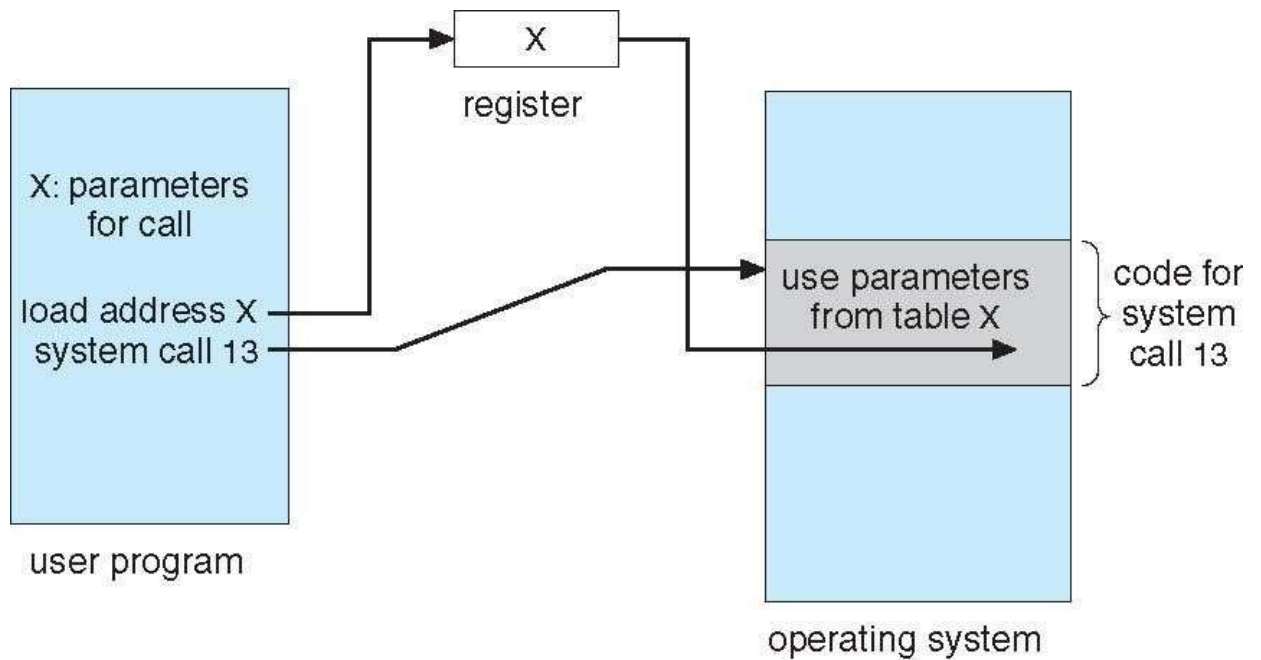 X
register
X: parameters
for call
load address X
system call 13
use parameters
from table X
code for
system
call 13
user program
operating system